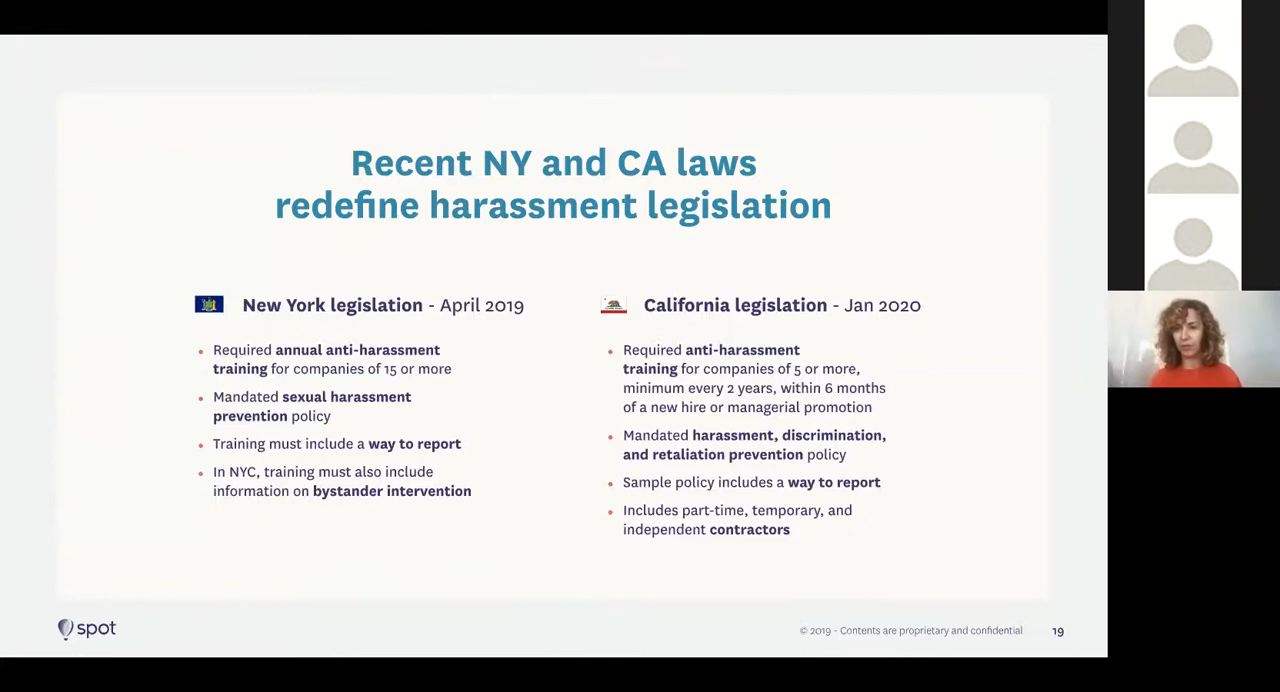 Recent NY and CA laws
redefine harassment legislation
New York legislation - April 2019
Required annual anti-harassment
training for companies of 15 or more
Mandated sexual harassment
prevention policy
Training must include a way to report
In NYC, training must also include
information on bystander intervention
California legislation - Jan 2020
Required anti-harassment
training for companies of 5 or more,
minimum every 2 years, within 6 months
of a new hire or managerial promotion
Mandated harassment, discrimination,
and retaliation prevention policy
Sample policy includes a way to report
Includes part-time, temporary, and
independent contractors
spot
© 2019 - Contents are proprietary and confidential
19